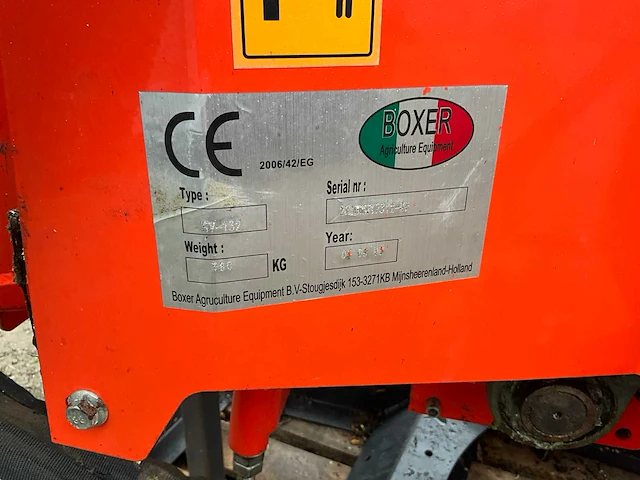 CE
2006/42/EG
BOXER
Agriculture Equipment
Type :
Serial nr :
Weight :
KG
Year:
Boxer Agruculture Equipment B.V-Stougjesdijk 153-3271KB Mijnsheerenland-Holland